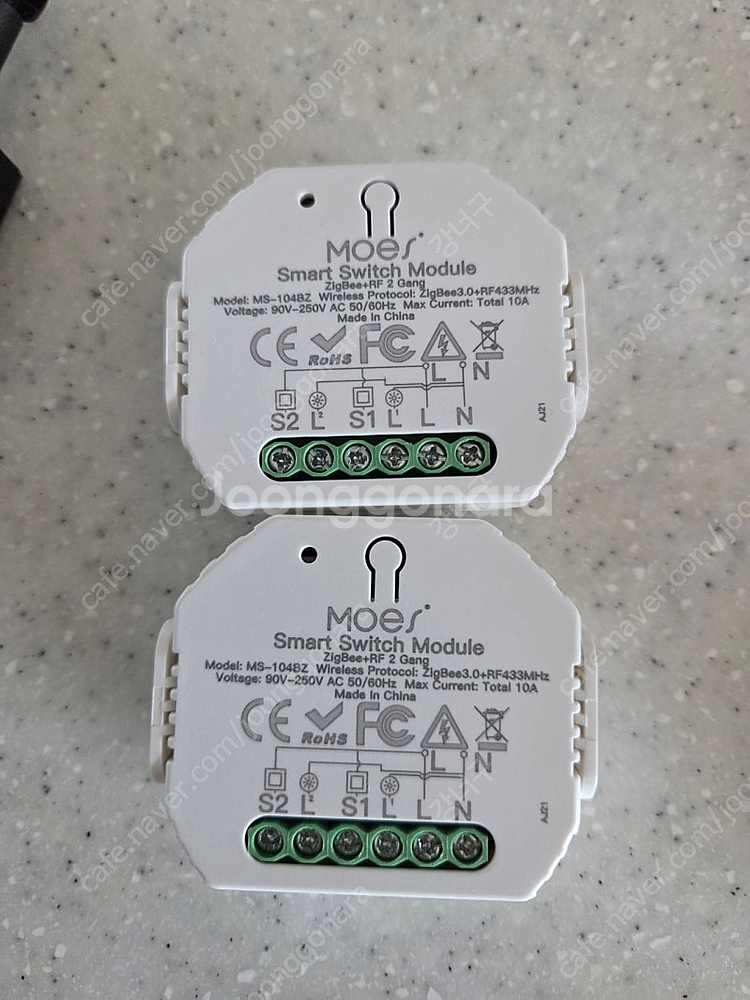 MOES
Smart Switch Module
ZigBee+RF 2 Gang
Model: MS-104BZ Wireless Protocol: ZigBee3.0+RF433MHz
Voltage: 90V-250V AC 50/60Hz Max Current: Total 10A
Made In China
CE RoHS FC
L N
S2 L² S1 L¹ L N
AJ21
Joonggonara
강너구
MOES
Smart Switch Module
ZigBee+RF 2 Gang
Model: MS-104BZ Wireless Protocol: ZigBee3.0+RF433MHz
Voltage: 90V-250V AC 50/60Hz Max Current: Total 10A
Made In China
CE RoHS FC
L N
S2 L² S1 L¹ L N
AJ21
cafe.naver.com/joonggonara